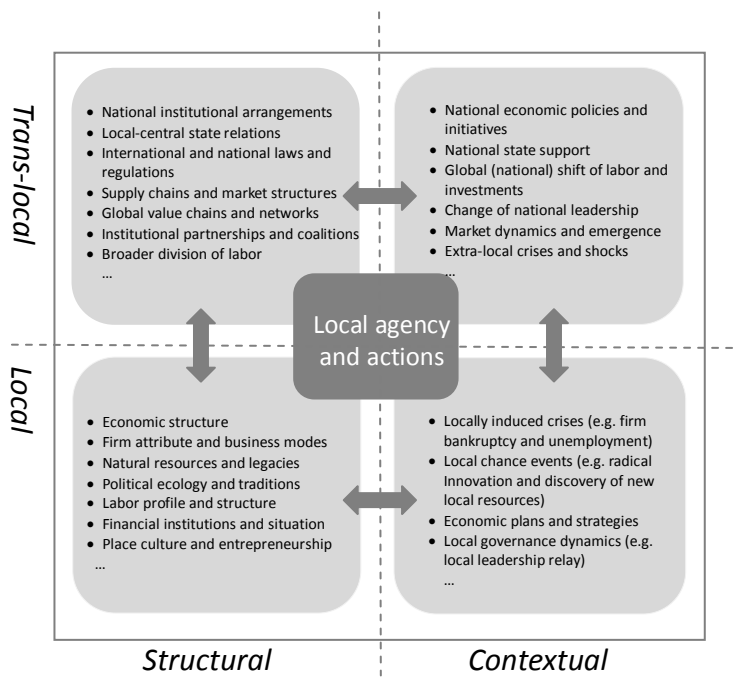 Trans-local
• National institutional arrangements
• Local-central state relations
• International and national laws and
regulations
• Supply chains and market structures
• Global value chains and networks
• Institutional partnerships and coalitions
• Broader division of labor
...
• National economic policies and
initiatives
• National state support
• Global (national) shift of labor and
investments
• Change of national leadership
• Market dynamics and emergence
• Extra-local crises and shocks
...
Local agency
and actions
Local
• Economic structure
• Firm attribute and business modes
• Natural resources and legacies
• Political ecology and traditions
• Labor profile and structure
• Financial institutions and situation
• Place culture and entrepreneurship
...
• Locally induced crises (e.g. firm
bankruptcy and unemployment)
• Local chance events (e.g. radical
Innovation and discovery of new
local resources)
• Economic plans and strategies
• Local governance dynamics (e.g.
local leadership relay)
...
Structural
Contextual